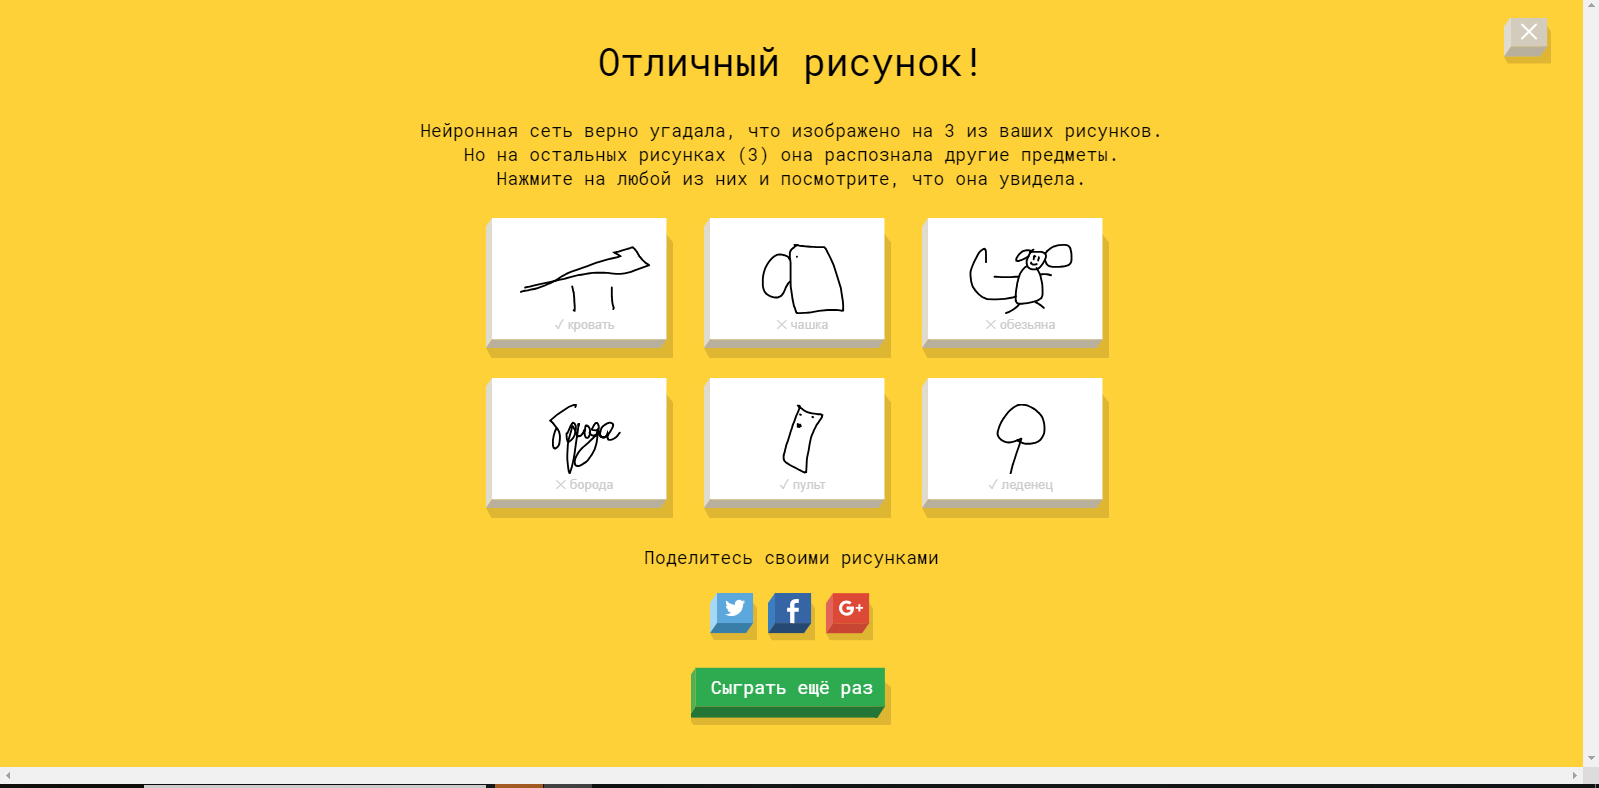 Отличный рисунок!
Нейронная сеть верно угадала, что изображено на 3 из ваших рисунков.
Но на остальных рисунках (3) она распознала другие предметы.
Нажмите на любой из них и посмотрите, что она увидела.
кровать
чашка
обезьяна
борода
борода
пульт
леденец
Поделитесь своими рисунками
G+
Сыграть ещё раз